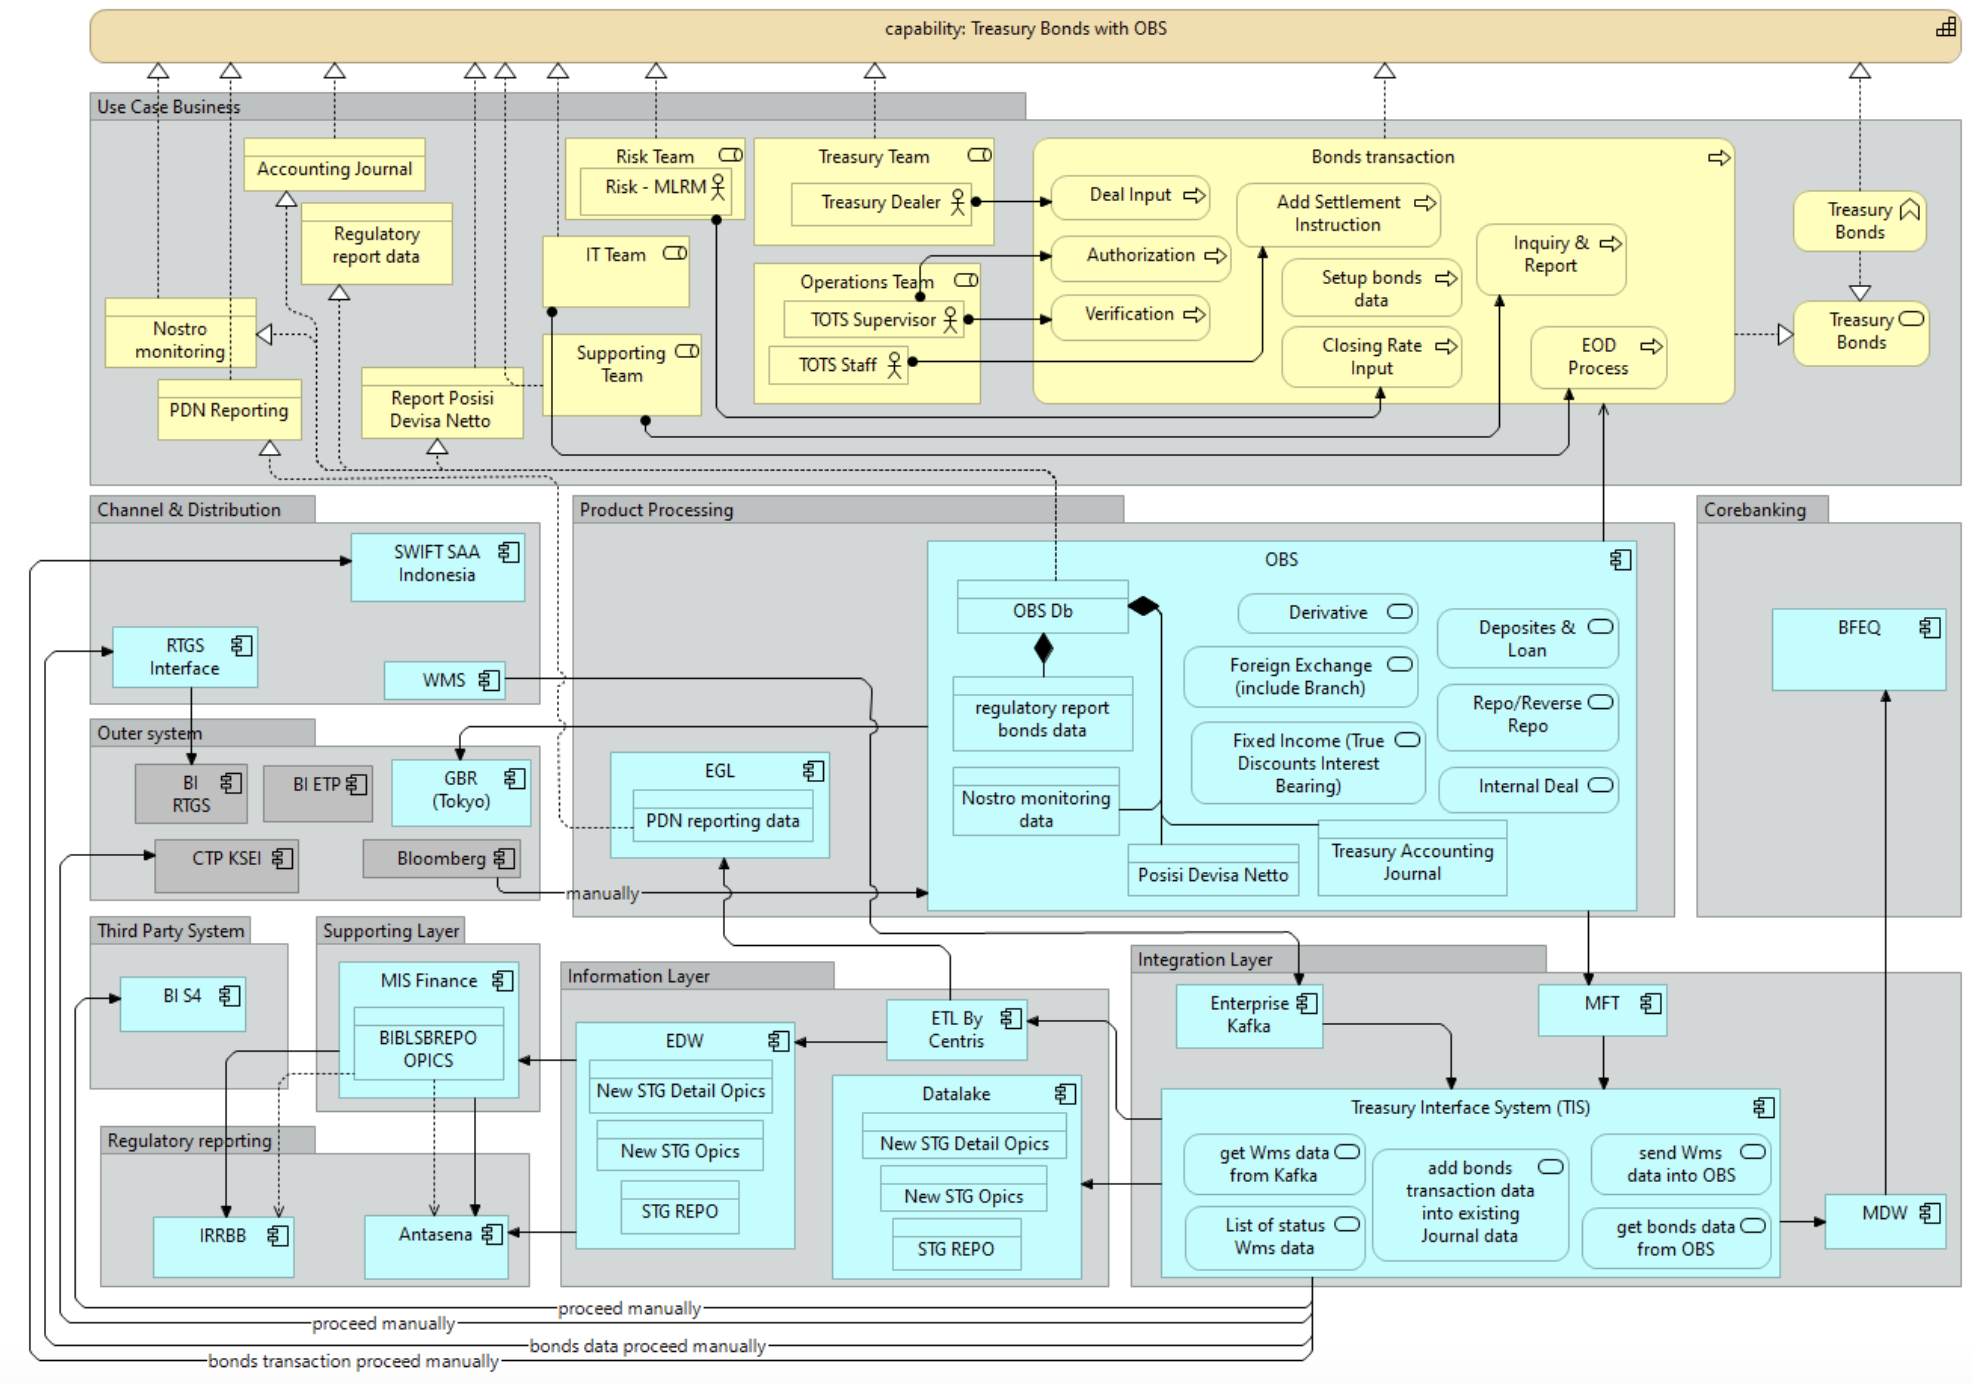 capability: Treasury Bonds with OBS
Use Case Business
Accounting Journal
Regulatory
report data
Nostro
monitoring
PDN Reporting
Report Posisi
Devisa Netto
Risk Team
Risk - MLRM
IT Team
Supporting
Team
Treasury Team
Treasury Dealer
Operations Team
TOTS Supervisor
TOTS Staff
Bonds transaction
Deal Input
Authorization
Verification
Add Settlement
Instruction
Setup bonds
data
Closing Rate
Input
Inquiry &
Report
EOD
Process
Treasury
Bonds
Treasury
Bonds
Channel & Distribution
SWIFT SAA
Indonesia
RTGS
Interface
WMS
Outer system
BI
RTGS
BI ETP
GBR
(Tokyo)
CTP KSEI
Bloomberg
manually
Product Processing
EGL
PDN reporting data
OBS
OBS Db
regulatory report
bonds data
Nostro monitoring
data
Posisi Devisa Netto
Treasury Accounting
Journal
Derivative
Foreign Exchange
(include Branch)
Fixed Income (True
Discounts Interest
Bearing)
Deposites &
Loan
Repo/Reverse
Repo
Internal Deal
Corebanking
BFEQ
Third Party System
BI S4
Supporting Layer
MIS Finance
BIBLSBREPO
OPICS
Regulatory reporting
IRRBB
Antasena
Information Layer
EDW
New STG Detail Opics
New STG Opics
STG REPO
ETL By
Centris
Datalake
New STG Detail Opics
New STG Opics
STG REPO
Integration Layer
Enterprise
Kafka
MFT
Treasury Interface System (TIS)
get Wms data
from Kafka
List of status
Wms data
add bonds
transaction data
into existing
Journal data
send Wms
data into OBS
get bonds data
from OBS
MDW
proceed manually
proceed manually
bonds data proceed manually
bonds transaction proceed manually